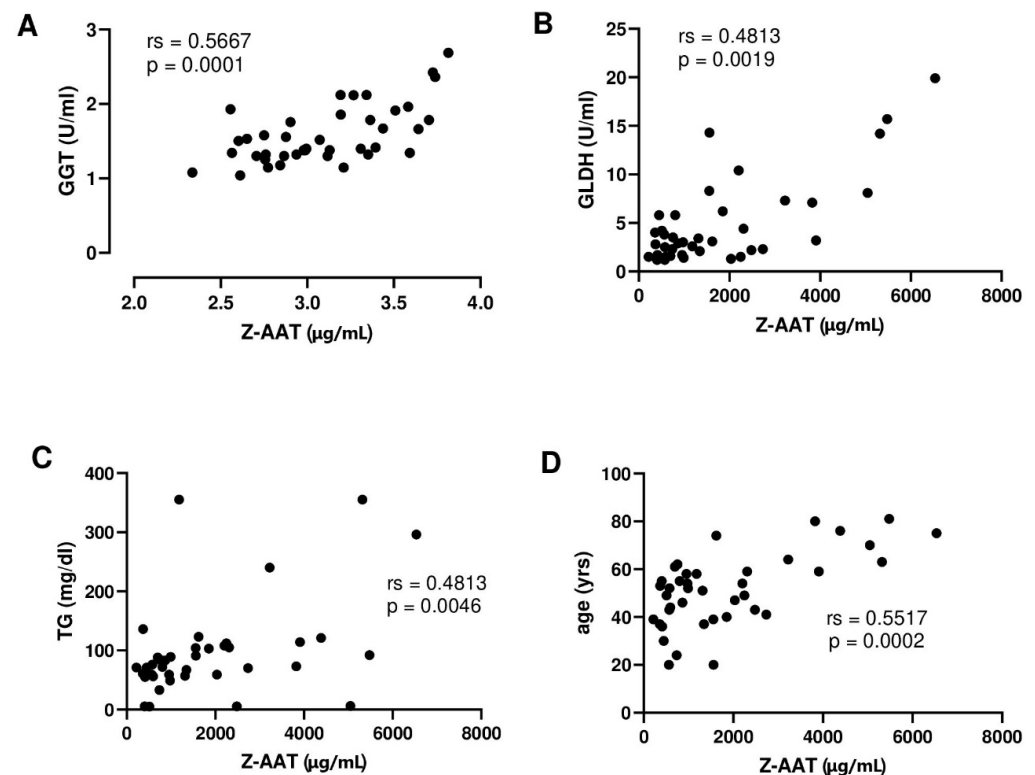 A
rs = 0.5667
p = 0.0001
GGT (U/ml)
3
2
1
0
2.0 2.5 3.0 3.5 4.0
Z-AAT (µg/mL)
B
rs = 0.4813
p = 0.0019
GLDH (U/ml)
25
20
15
10
5
0
0 2000 4000 6000 8000
Z-AAT (µg/mL)
C
rs = 0.4813
p = 0.0046
TG (mg/dl)
400
300
200
100
0
0 2000 4000 6000 8000
Z-AAT (µg/mL)
D
rs = 0.5517
p = 0.0002
age (yrs)
100
80
60
40
20
0
0 2000 4000 6000 8000
Z-AAT (µg/mL)